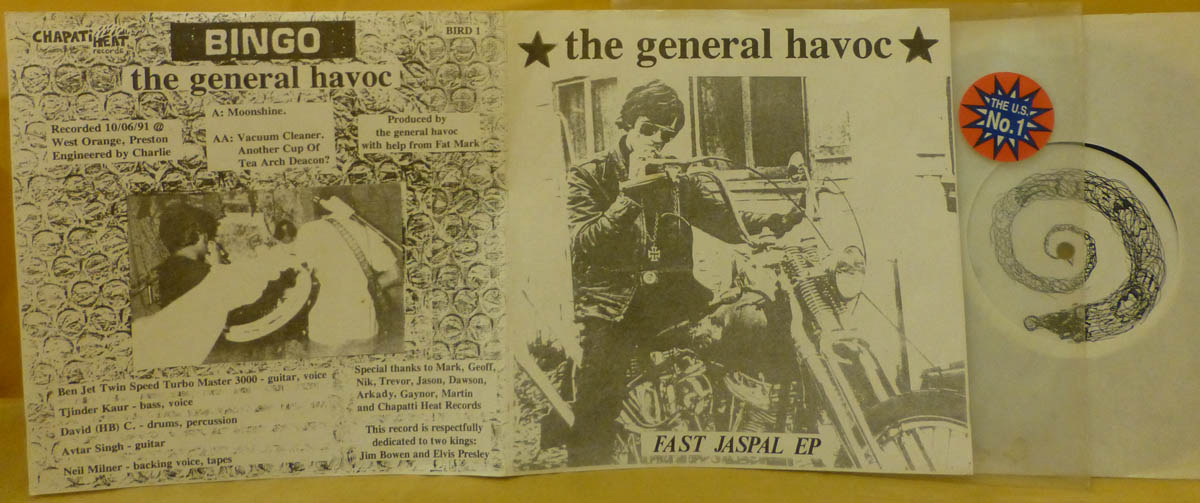 CHAPATI HEAT
records
BINGO
BIRD 1
the general havoc
A: Moonshine.
AA: Vacuum Cleaner.
Another Cup Of
Tea Arch Deacon?
Recorded 10/06/91 @
West Orange, Preston
Engineered by Charlie
Produced by
the general havoc
with help from Fat Mark
Ben Jet Twin Speed Turbo Master 3000 - guitar, voice
Tjinder Kaur - bass, voice
David (HB) C. - drums, percussion
Avtar Singh - guitar
Neil Milner - backing voice, tapes
Special thanks to Mark, Geoff,
Nik, Trevor, Jason, Dawson,
Arkady, Gaynor, Martin
and Chapatti Heat Records
This record is respectfully
dedicated to two kings:
Jim Bowen and Elvis Presley
the general havoc
FAST JASPAL EP
THE U.S.
No.1